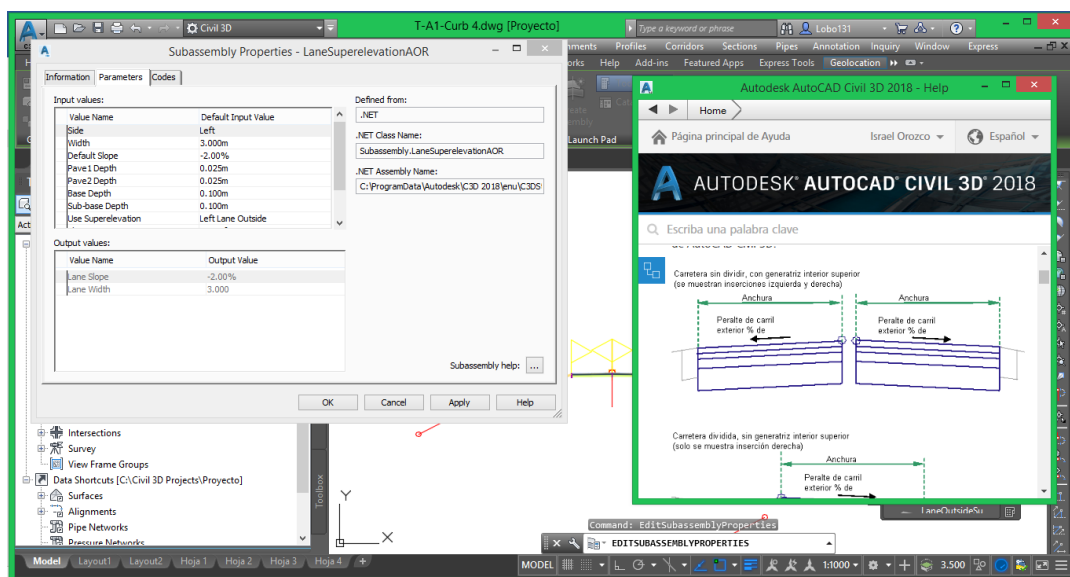 Civil 3D
T-A1-Curb 4.dwg [Proyecto]
Type a keyword or phrase
Lobo131
Profiles Corridors Sections Pipes Annotation Inquiry Window Express
Help Add-ins Featured Apps Express Tools Geolocation
Launch Pad
Subassembly Properties - LaneSuperelevationAOR
Information Parameters Codes
Input values:
Value Name Default Input Value
Side Left
Width 3.000m
Default Slope -2.00%
Pave1 Depth 0.025m
Pave2 Depth 0.025m
Base Depth 0.100m
Sub-base Depth 0.100m
Use Superelevation Left Lane Outside
Output values:
Value Name Output Value
Lane Slope -2.00%
Lane Width 3.000
Defined from:
.NET
.NET Class Name:
Subassembly.LaneSuperelevationAOR
.NET Assembly Name:
C:\ProgramData\Autodesk\C3D 2018\enu\C3DS
Subassembly help: ...
OK Cancel Apply Help
Autodesk AutoCAD Civil 3D 2018 - Help
Home
Página principal de Ayuda Israel Orozco Español
AUTODESK® AUTOCAD® CIVIL 3D® 2018
Escriba una palabra clave
Carretera sin dividir, con generatriz interior superior
(se muestran inserciones izquierda y derecha)
Anchura Anchura
Peralte de carril
exterior % de
Peralte de carril
exterior % de
Carretera dividida, sin generatriz interior superior
(solo se muestra inserción derecha)
Anchura
Peralte de carril
exterior % de
Intersections
Survey
View Frame Groups
Data Shortcuts [C:\Civil 3D Projects\Proyecto]
Surfaces
Alignments
Pipe Networks
Pressure Networks
Toolbox
Y
X
LaneOutsideSu
Command: EditSubassemblyProperties
EDITSUBASSEMBLYPROPERTIES
Model Layout1 Layout2 Hoja 1 Hoja 2 Hoja 3 Hoja 4 +
MODEL 1:1000 3.500